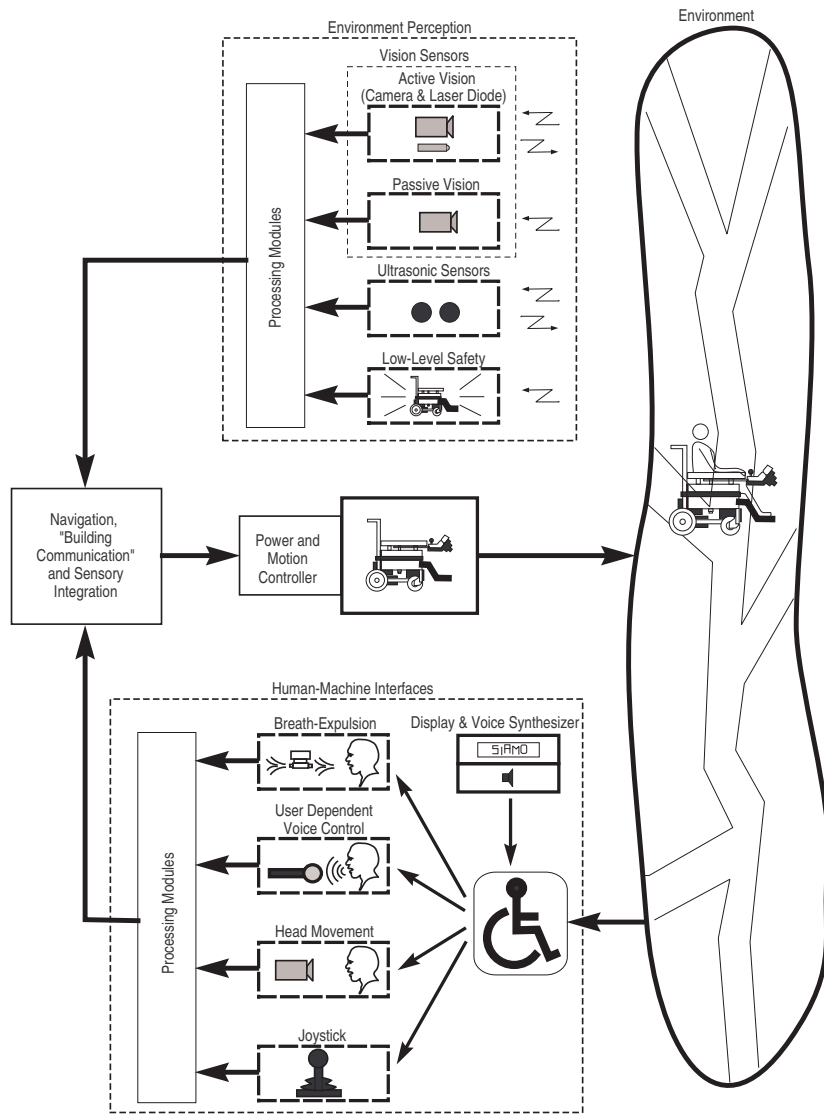 Environment Perception
Environment
Vision Sensors
Active Vision
(Camera & Laser Diode)
Passive Vision
Ultrasonic Sensors
Low-Level Safety
Processing Modules
Navigation,
"Building
Communication"
and Sensory
Integration
Power and
Motion
Controller
Human-Machine Interfaces
Breath-Expulsion
Display & Voice Synthesizer
SiAMO
User Dependent
Voice Control
Head Movement
Joystick
Processing Modules